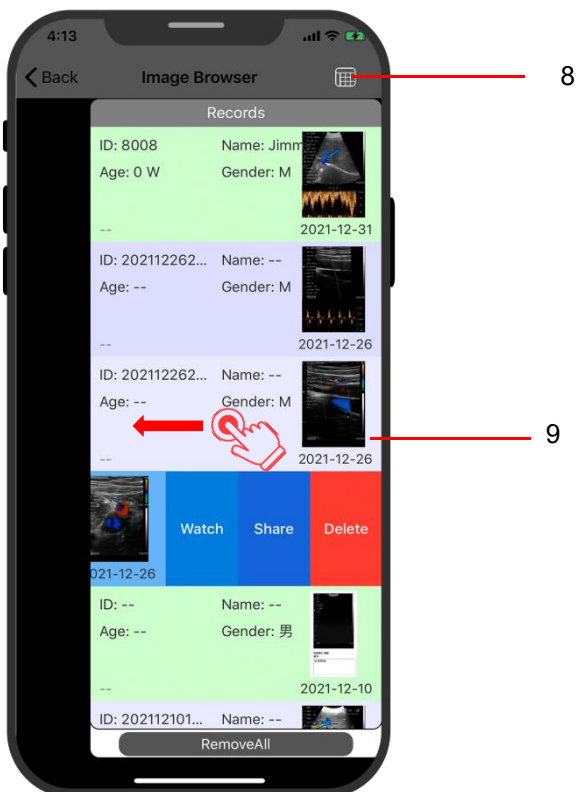 4:13
Back Image Browser
8
Records
ID: 8008 Name: Jimm
Age: 0 W Gender: M
--
2021-12-31
ID: 202112262... Name: --
Age: -- Gender: M
--
2021-12-26
ID: 202112262... Name: --
Age: -- Gender: M
9
--
2021-12-26
Watch Share Delete
021-12-26
ID: -- Name: --
Age: -- Gender: 男
--
2021-12-10
ID: 202112101... Name: --
RemoveAll